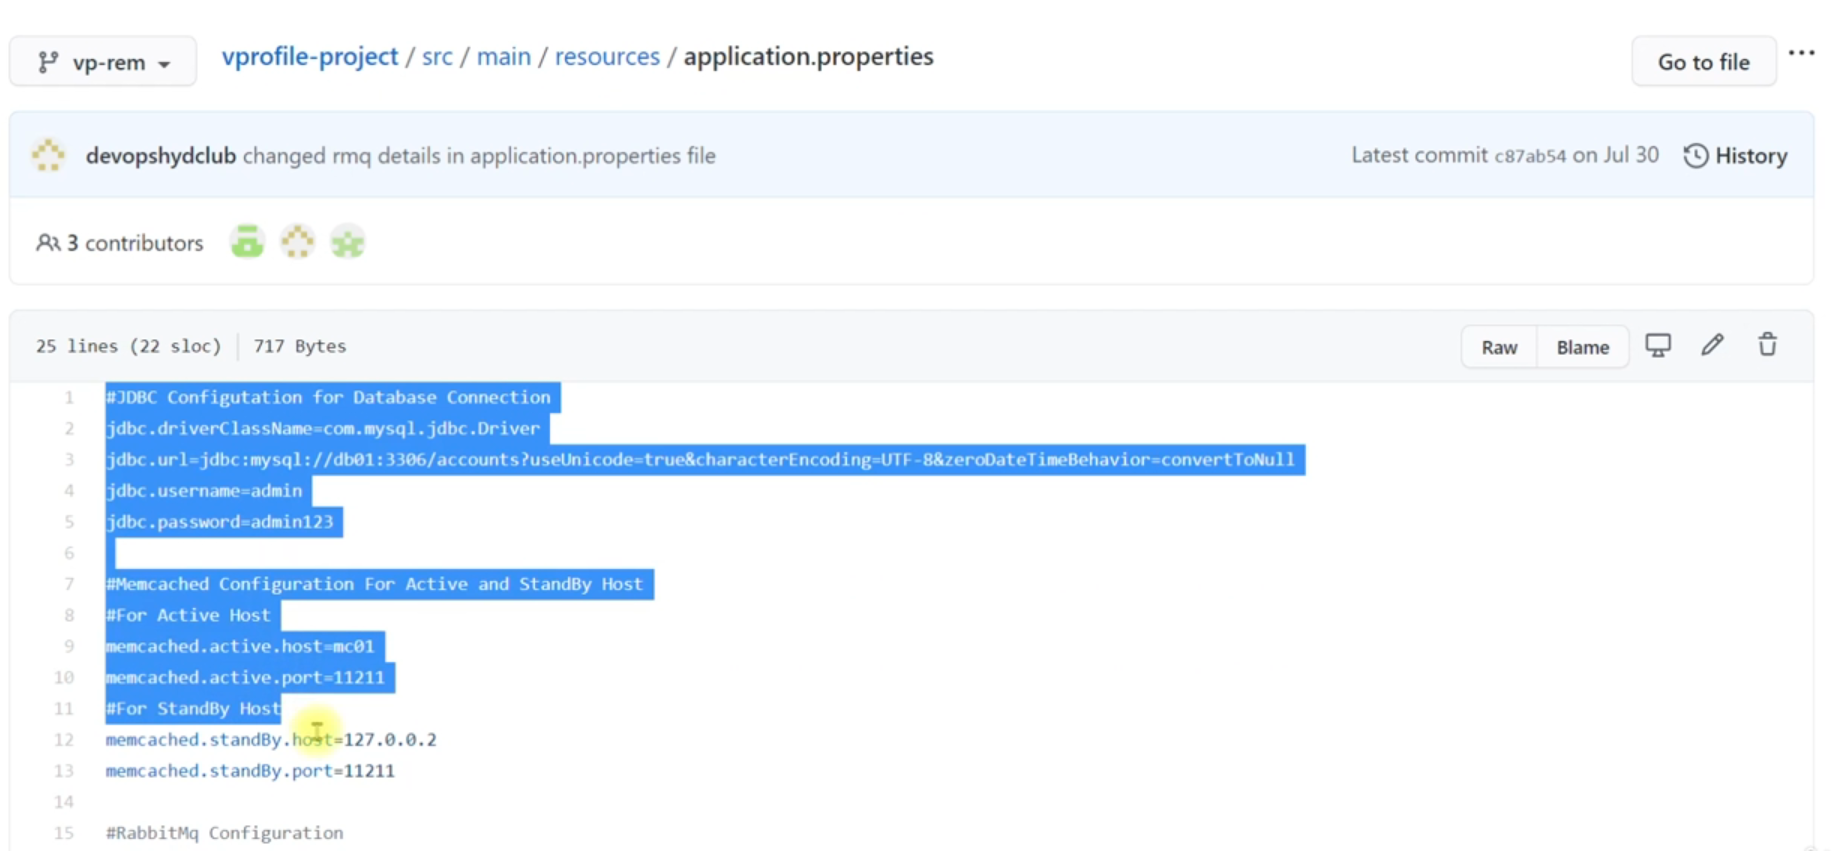 vp-rem
vprofile-project / src / main / resources / application.properties
Go to file
...
devopshydclub changed rmq details in application.properties file
Latest commit c87ab54 on Jul 30
History
3 contributors
25 lines (22 sloc)
717 Bytes
Raw
Blame
1 #JDBC Configutation for Database Connection
2 jdbc.driverClassName=com.mysql.jdbc.Driver
3 jdbc.url=jdbc:mysql://db01:3306/accounts?useUnicode=true&characterEncoding=UTF-8&zeroDateTimeBehavior=convertToNull
4 jdbc.username=admin
5 jdbc.password=admin123
6
7 #Memcached Configuration For Active and StandBy Host
8 #For Active Host
9 memcached.active.host=mc01
10 memcached.active.port=11211
11 #For StandBy Host
12 memcached.standBy.host=127.0.0.2
13 memcached.standBy.port=11211
14
15 #RabbitMq Configuration